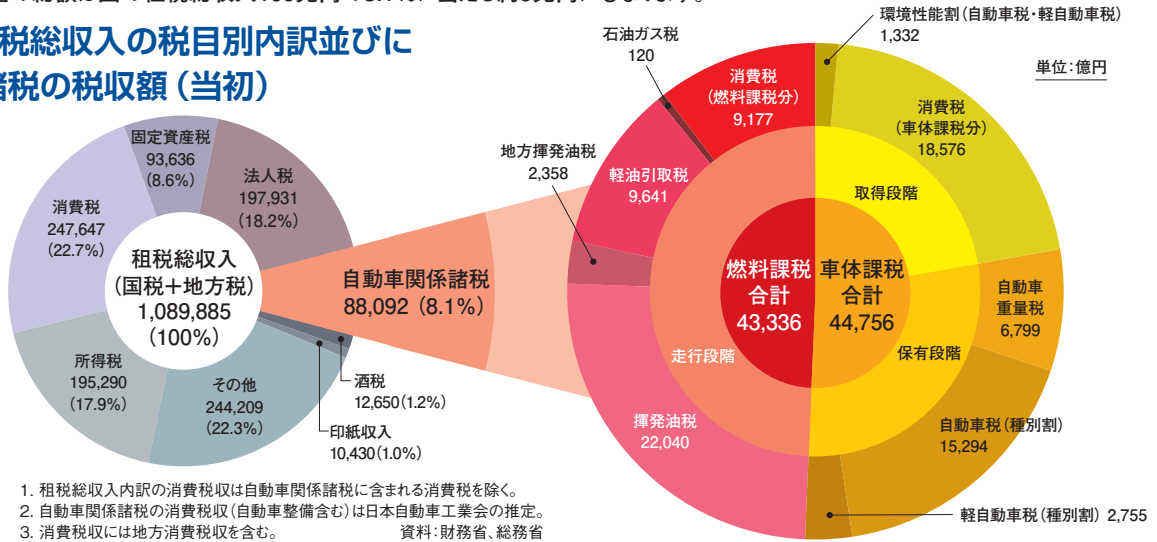 税総収入の税目別内訳並びに
諸税の税収額（当初）
単位：億円
租税総収入
（国税＋地方税）
1,089,885
（100%）
固定資産税
93,636
（8.6%）
法人税
197,931
（18.2%）
消費税
247,647
（22.7%）
所得税
195,290
（17.9%）
その他
244,209
（22.3%）
酒税
12,650（1.2%）
印紙収入
10,430（1.0%）
自動車関係諸税
88,092（8.1%）
環境性能割（自動車税・軽自動車税）
1,332
石油ガス税
120
消費税
（燃料課税分）
9,177
消費税
（車体課税分）
18,576
地方揮発油税
2,358
軽油引取税
9,641
取得段階
燃料課税
合計
43,336
車体課税
合計
44,756
自動車
重量税
6,799
走行段階
保有段階
揮発油税
22,040
自動車税（種別割）
15,294
軽自動車税（種別割）2,755
1. 租税総収入内訳の消費税収は自動車関係諸税に含まれる消費税を除く。
2. 自動車関係諸税の消費税収（自動車整備含む）は日本自動車工業会の推定。
3. 消費税収には地方消費税収を含む。
資料：財務省、総務省